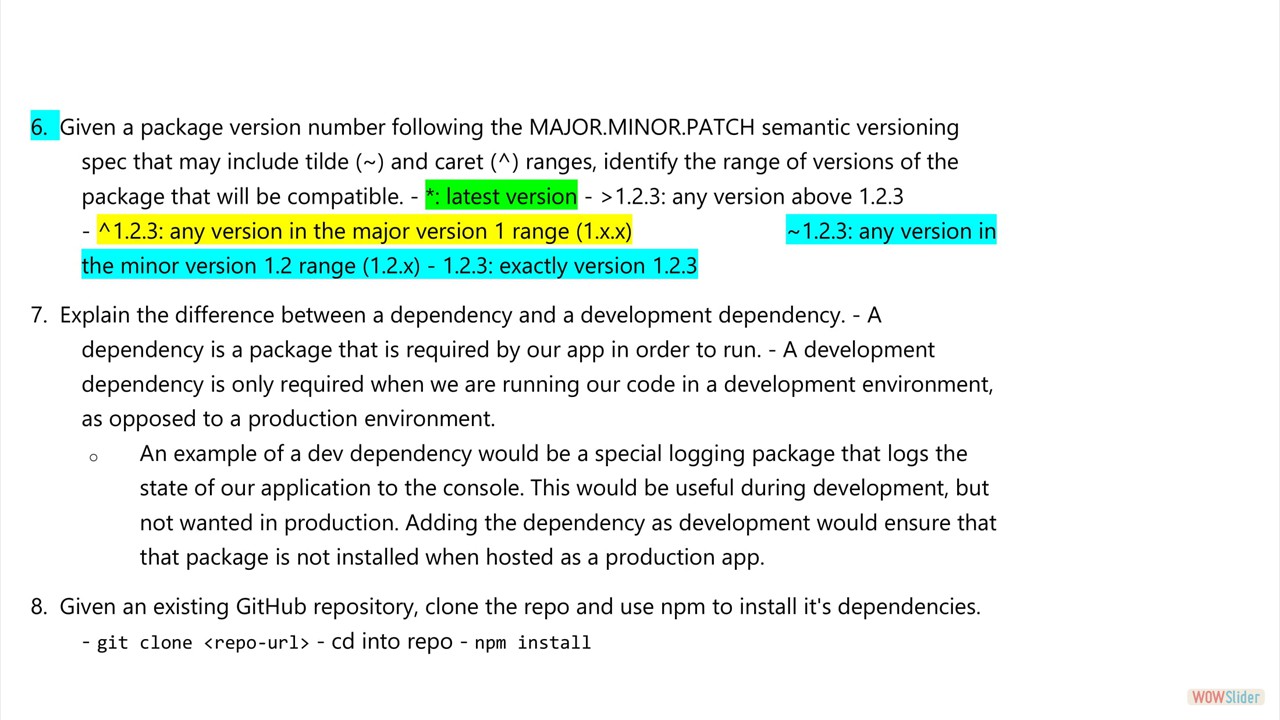 6. Given a package version number following the MAJOR.MINOR.PATCH semantic versioning
spec that may include tilde (~) and caret (^) ranges, identify the range of versions of the
package that will be compatible. - *: latest version - >1.2.3: any version above 1.2.3
- ^1.2.3: any version in the major version 1 range (1.x.x) ~1.2.3: any version in
the minor version 1.2 range (1.2.x) - 1.2.3: exactly version 1.2.3
7. Explain the difference between a dependency and a development dependency. - A
dependency is a package that is required by our app in order to run. - A development
dependency is only required when we are running our code in a development environment,
as opposed to a production environment.
o An example of a dev dependency would be a special logging package that logs the
state of our application to the console. This would be useful during development, but
not wanted in production. Adding the dependency as development would ensure that
that package is not installed when hosted as a production app.
8. Given an existing GitHub repository, clone the repo and use npm to install it's dependencies.
- git clone <repo-url> - cd into repo - npm install
WOWSlider